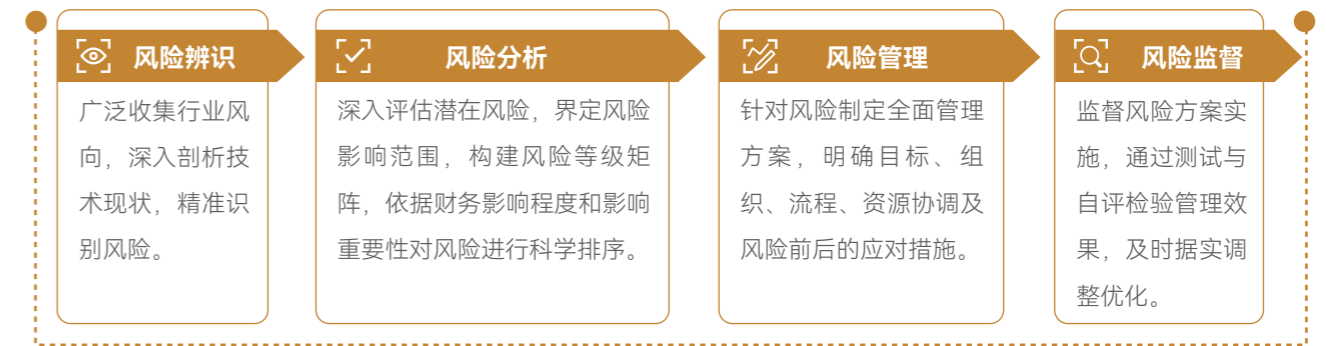 风险辨识
广泛收集行业风
向，深入剖析技
术现状，精准识
别风险。
风险分析
深入评估潜在风险，界定风险
影响范围，构建风险等级矩
阵，依据财务影响程度和影响
重要性对风险进行科学排序。
风险管理
针对风险制定全面管理
方案，明确目标、组
织、流程、资源协调及
风险前后的应对措施。
风险监督
监督风险方案实
施，通过测试与
自评检验管理效
果，及时据实调
整优化。